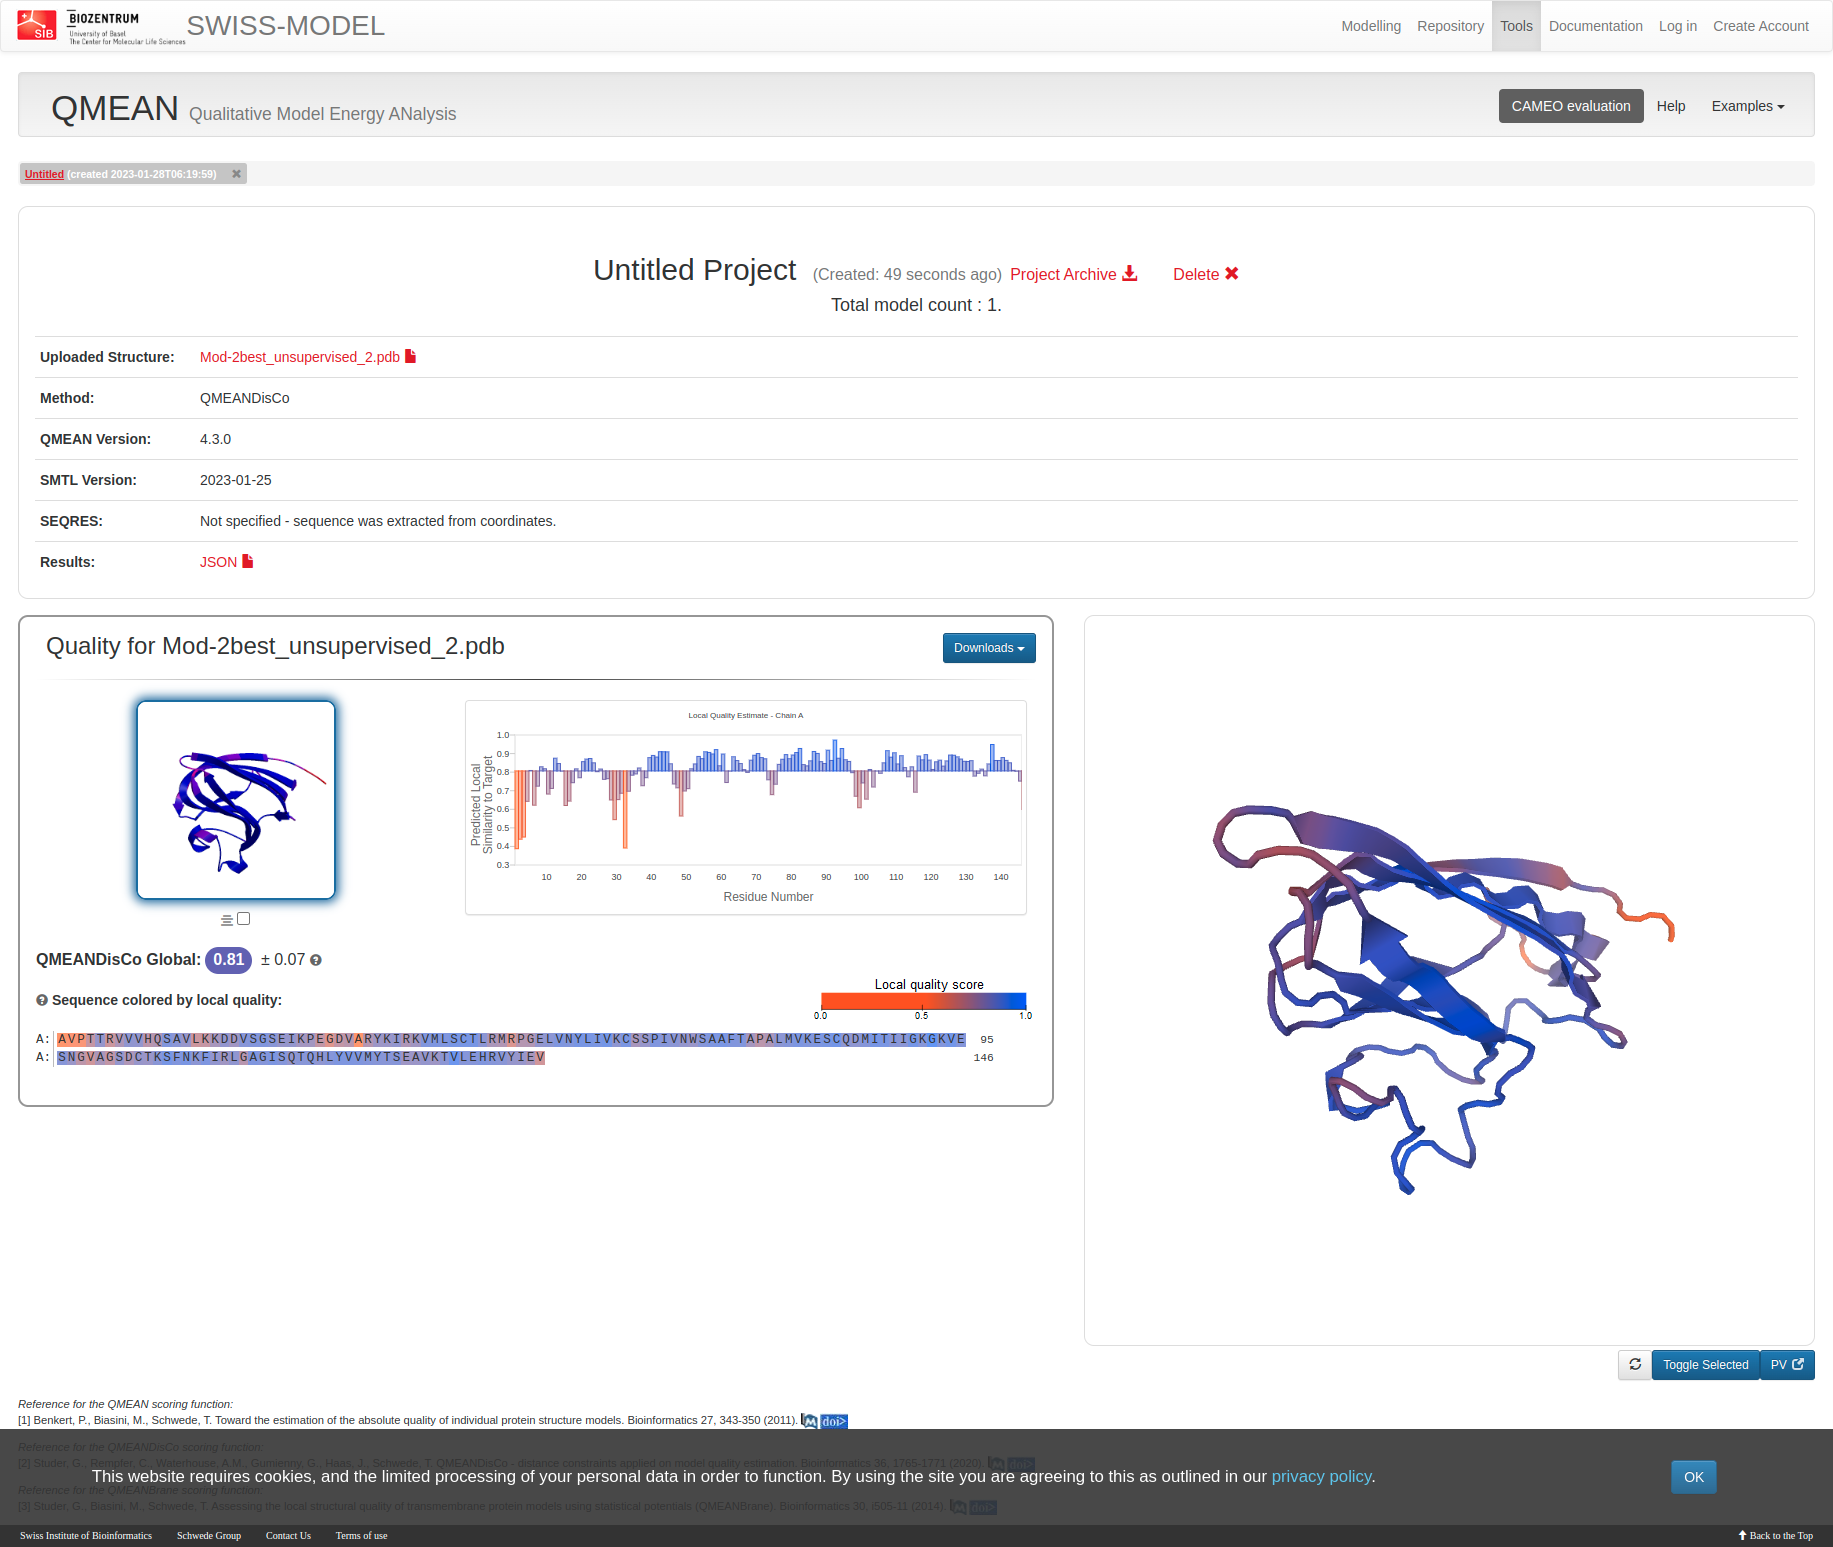 SIB
BIOZENTRUM
University of Basel
The Center for Molecular Life Sciences
SWISS-MODEL
Modelling Repository Tools Documentation Log in Create Account
QMEAN Qualitative Model Energy ANalysis
CAMEO evaluation Help Examples
Untitled (created 2023-01-28T06:19:59)
Untitled Project (Created: 49 seconds ago) Project Archive Delete
Total model count : 1.
Uploaded Structure: Mod-2best_unsupervised_2.pdb
Method: QMEANDisCo
QMEAN Version: 4.3.0
SMTL Version: 2023-01-25
SEQRES: Not specified - sequence was extracted from coordinates.
Results: JSON
Quality for Mod-2best_unsupervised_2.pdb
Downloads
Local Quality Estimate - Chain A
Predicted Local
Similarity to Target
1.0
0.9
0.8
0.7
0.6
0.5
0.4
0.3
10 20 30 40 50 60 70 80 90 100 110 120 130 140
Residue Number
QMEANDisCo Global: 0.81 ± 0.07
Sequence colored by local quality:
Local quality score
0.0 0.5 1.0
A: AVPTTRVVVHQSAVLKKDDVSGSEIKPEGDVARYKIRKVMLSCTLRMRPGELVNYLIVKCSSPIVNWSAAFTAPALMVKESCQDMITIIGKGKVE 95
A: SNGVAGSDCTKSFNKFIRLGAGISQTQHLYVVMYTSEAVKTVLEHRVYIEV 146
Toggle Selected PV
Reference for the QMEAN scoring function:
[1] Benkert, P., Biasini, M., Schwede, T. Toward the estimation of the absolute quality of individual protein structure models. Bioinformatics 27, 343-350 (2011). M doi>
Reference for the QMEANDisCo scoring function:
[2] Studer, G., Rempfer, C., Waterhouse, A.M., Gumienny, G., Haas, J., Schwede, T. QMEANDisCo - distance constraints applied on model quality estimation. Bioinformatics 36, 1765-1771 (2020). M doi>
This website requires cookies, and the limited processing of your personal data in order to function. By using the site you are agreeing to this as outlined in our privacy policy.
OK
Reference for the QMEANBrane scoring function:
[3] Studer, G., Biasini, M., Schwede, T. Assessing the local structural quality of transmembrane protein models using statistical potentials (QMEANBrane). Bioinformatics 30, i505-11 (2014). M doi>
Swiss Institute of Bioinformatics Schwede Group Contact Us Terms of use
Back to the Top